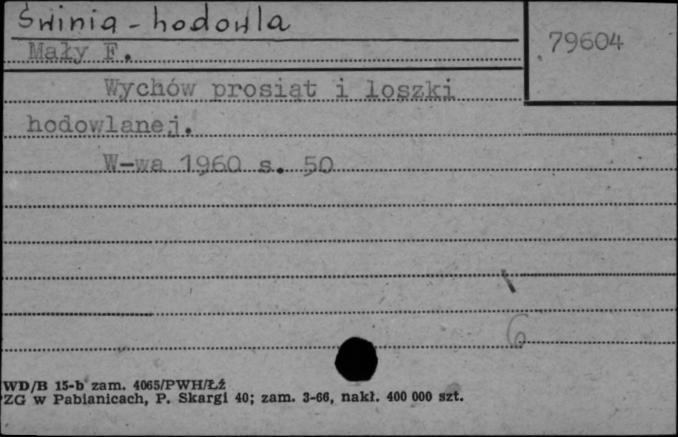 Świnia - hodowla
79604
Mały F.
Wychów prosiąt i loszki
hodowlanej.
W-wa 1960 s. 50
6
WD/B 15-b zam. 4065/PWH/Łź
ZG w Pabianicach, P. Skargi 40; zam. 3-66, nakł. 400 000 szt.